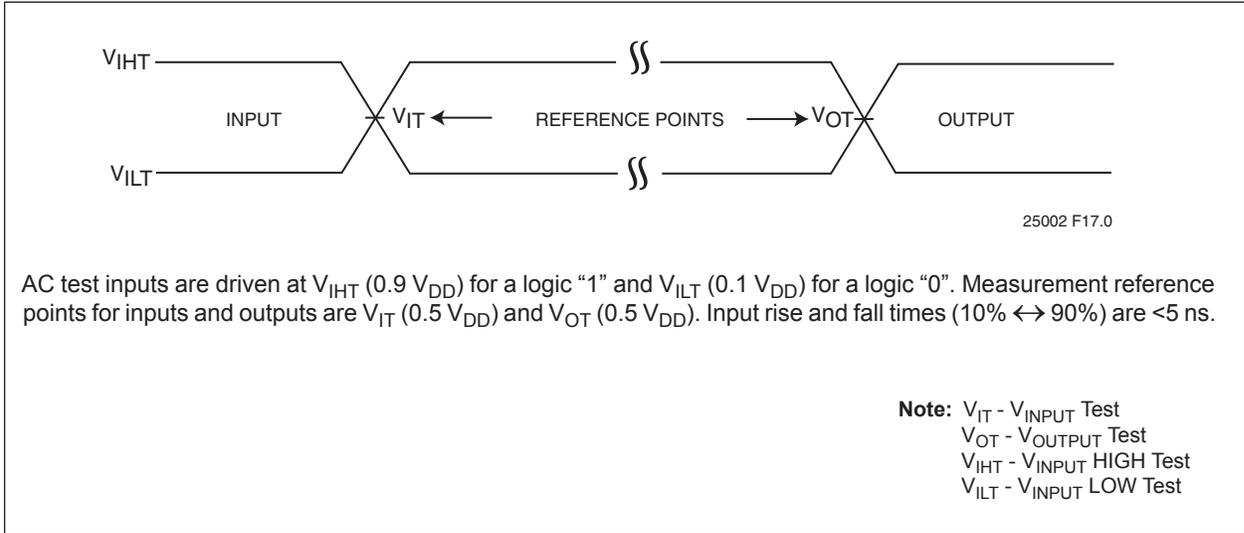 VIHT
INPUT VIT REFERENCE POINTS VOT OUTPUT
VILT
25002 F17.0
AC test inputs are driven at VIHT (0.9 VDD) for a logic “1” and VILT (0.1 VDD) for a logic “0”. Measurement reference
points for inputs and outputs are VIT (0.5 VDD) and VOT (0.5 VDD). Input rise and fall times (10% ↔ 90%) are <5 ns.
Note: VIT - VINPUT Test
VOT - VOUTPUT Test
VIHT - VINPUT HIGH Test
VILT - VINPUT LOW Test